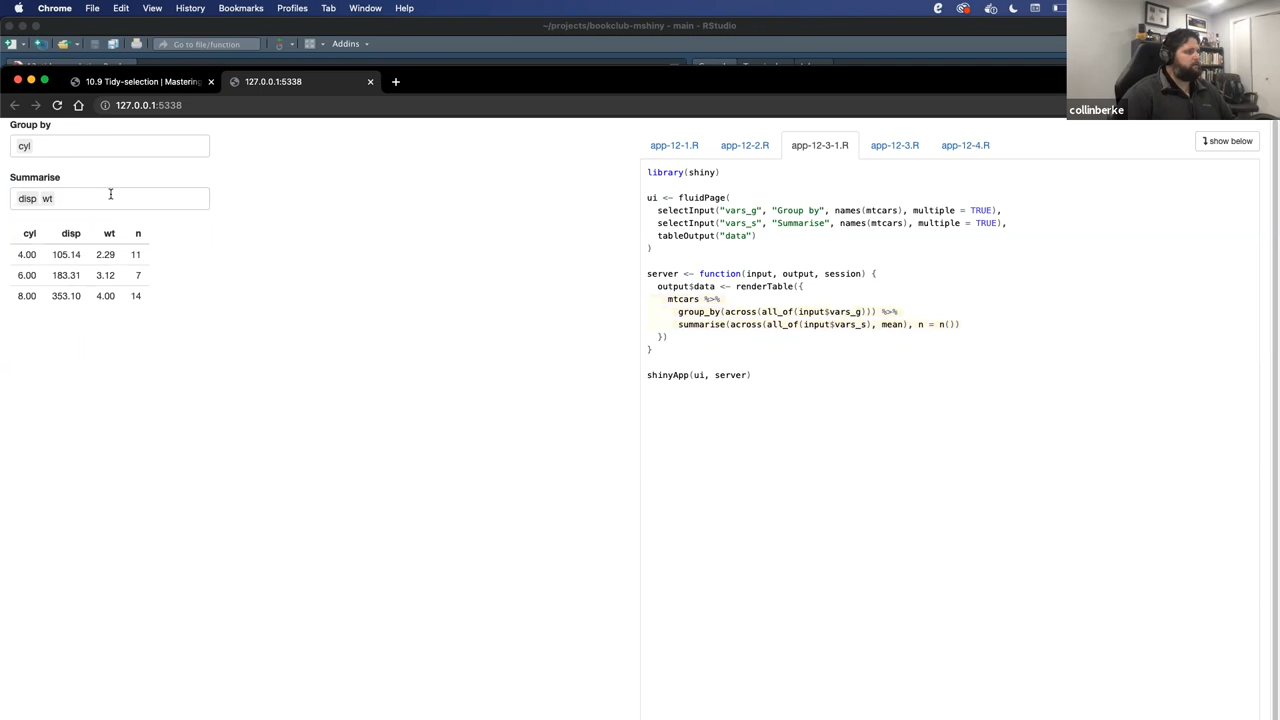 Chrome File Edit View History Bookmarks Profiles Tab Window Help
~/projects/bookclub-mshiny - main - RStudio
Go to file/function Addins
10.9 Tidy-selection | Mastering 127.0.0.1:5338
127.0.0.1:5338
collinberke
Group by
cyl
Summarise
disp wt
cyl disp wt n
4.00 105.14 2.29 11
6.00 183.31 3.12 7
8.00 353.10 4.00 14
app-12-1.R app-12-2.R app-12-3-1.R app-12-3.R app-12-4.R
show below
library(shiny)
ui <- fluidPage(
selectInput("vars_g", "Group by", names(mtcars), multiple = TRUE),
selectInput("vars_s", "Summarise", names(mtcars), multiple = TRUE),
tableOutput("data")
)
server <- function(input, output, session) {
output$data <- renderTable({
mtcars %>%
group_by(across(all_of(input$vars_g))) %>%
summarise(across(all_of(input$vars_s), mean), n = n())
})
}
shinyApp(ui, server)